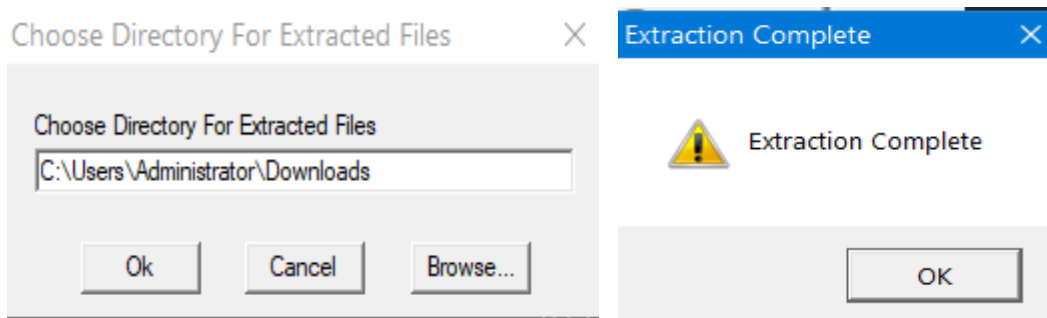 Choose Directory For Extracted Files
Choose Directory For Extracted Files
C:\Users\Administrator\Downloads
Ok
Cancel
Browse...
Extraction Complete
Extraction Complete
OK